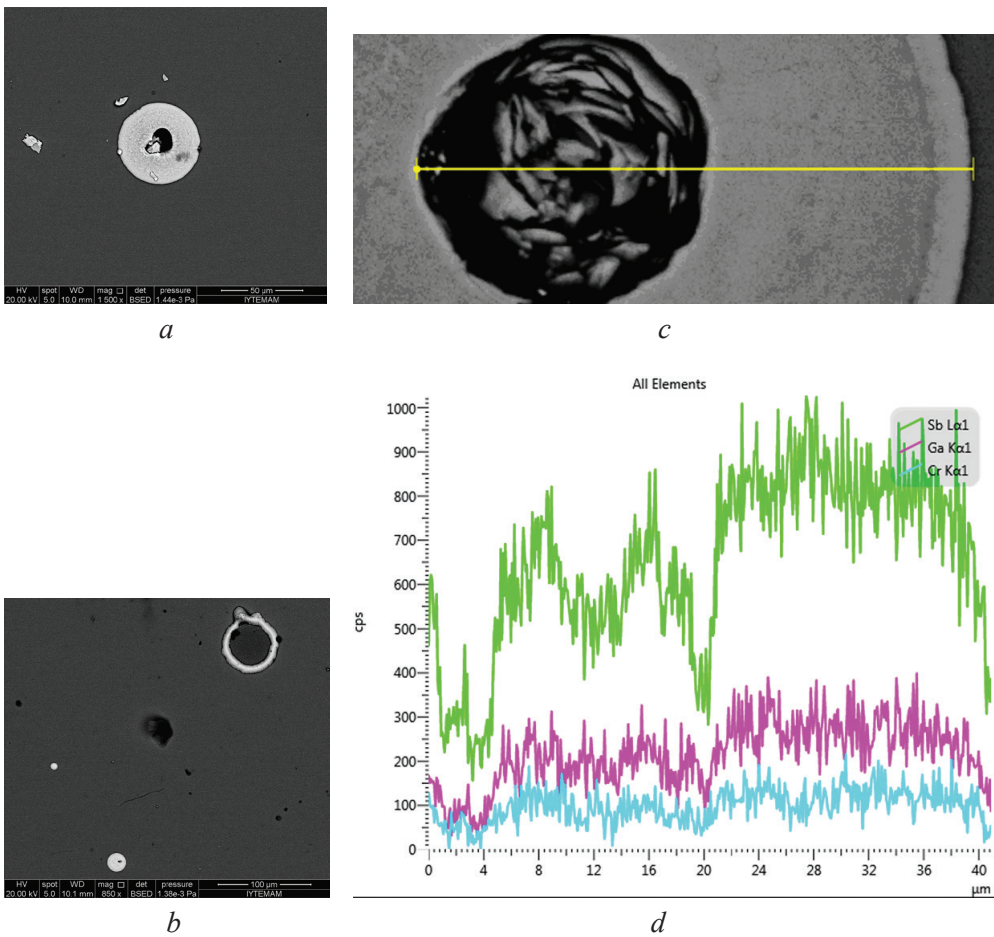 HV spot WD mag □ det pressure 50 µm
20.00 kV 5.0 10.0 mm 1 500 x BSED 1.44e-3 Pa IYTEMAM
a
c
HV spot WD mag □ det pressure 100 µm
20.00 kV 5.0 10.1 mm 850 x BSED 1.38e-3 Pa IYTEMAM
b
All Elements
Sb Lα1
Ga Kα1
Cr Kα1
cps
1000
900
800
700
600
500
400
300
200
100
0
0 4 8 12 16 20 24 28 32 36 40
µm
d